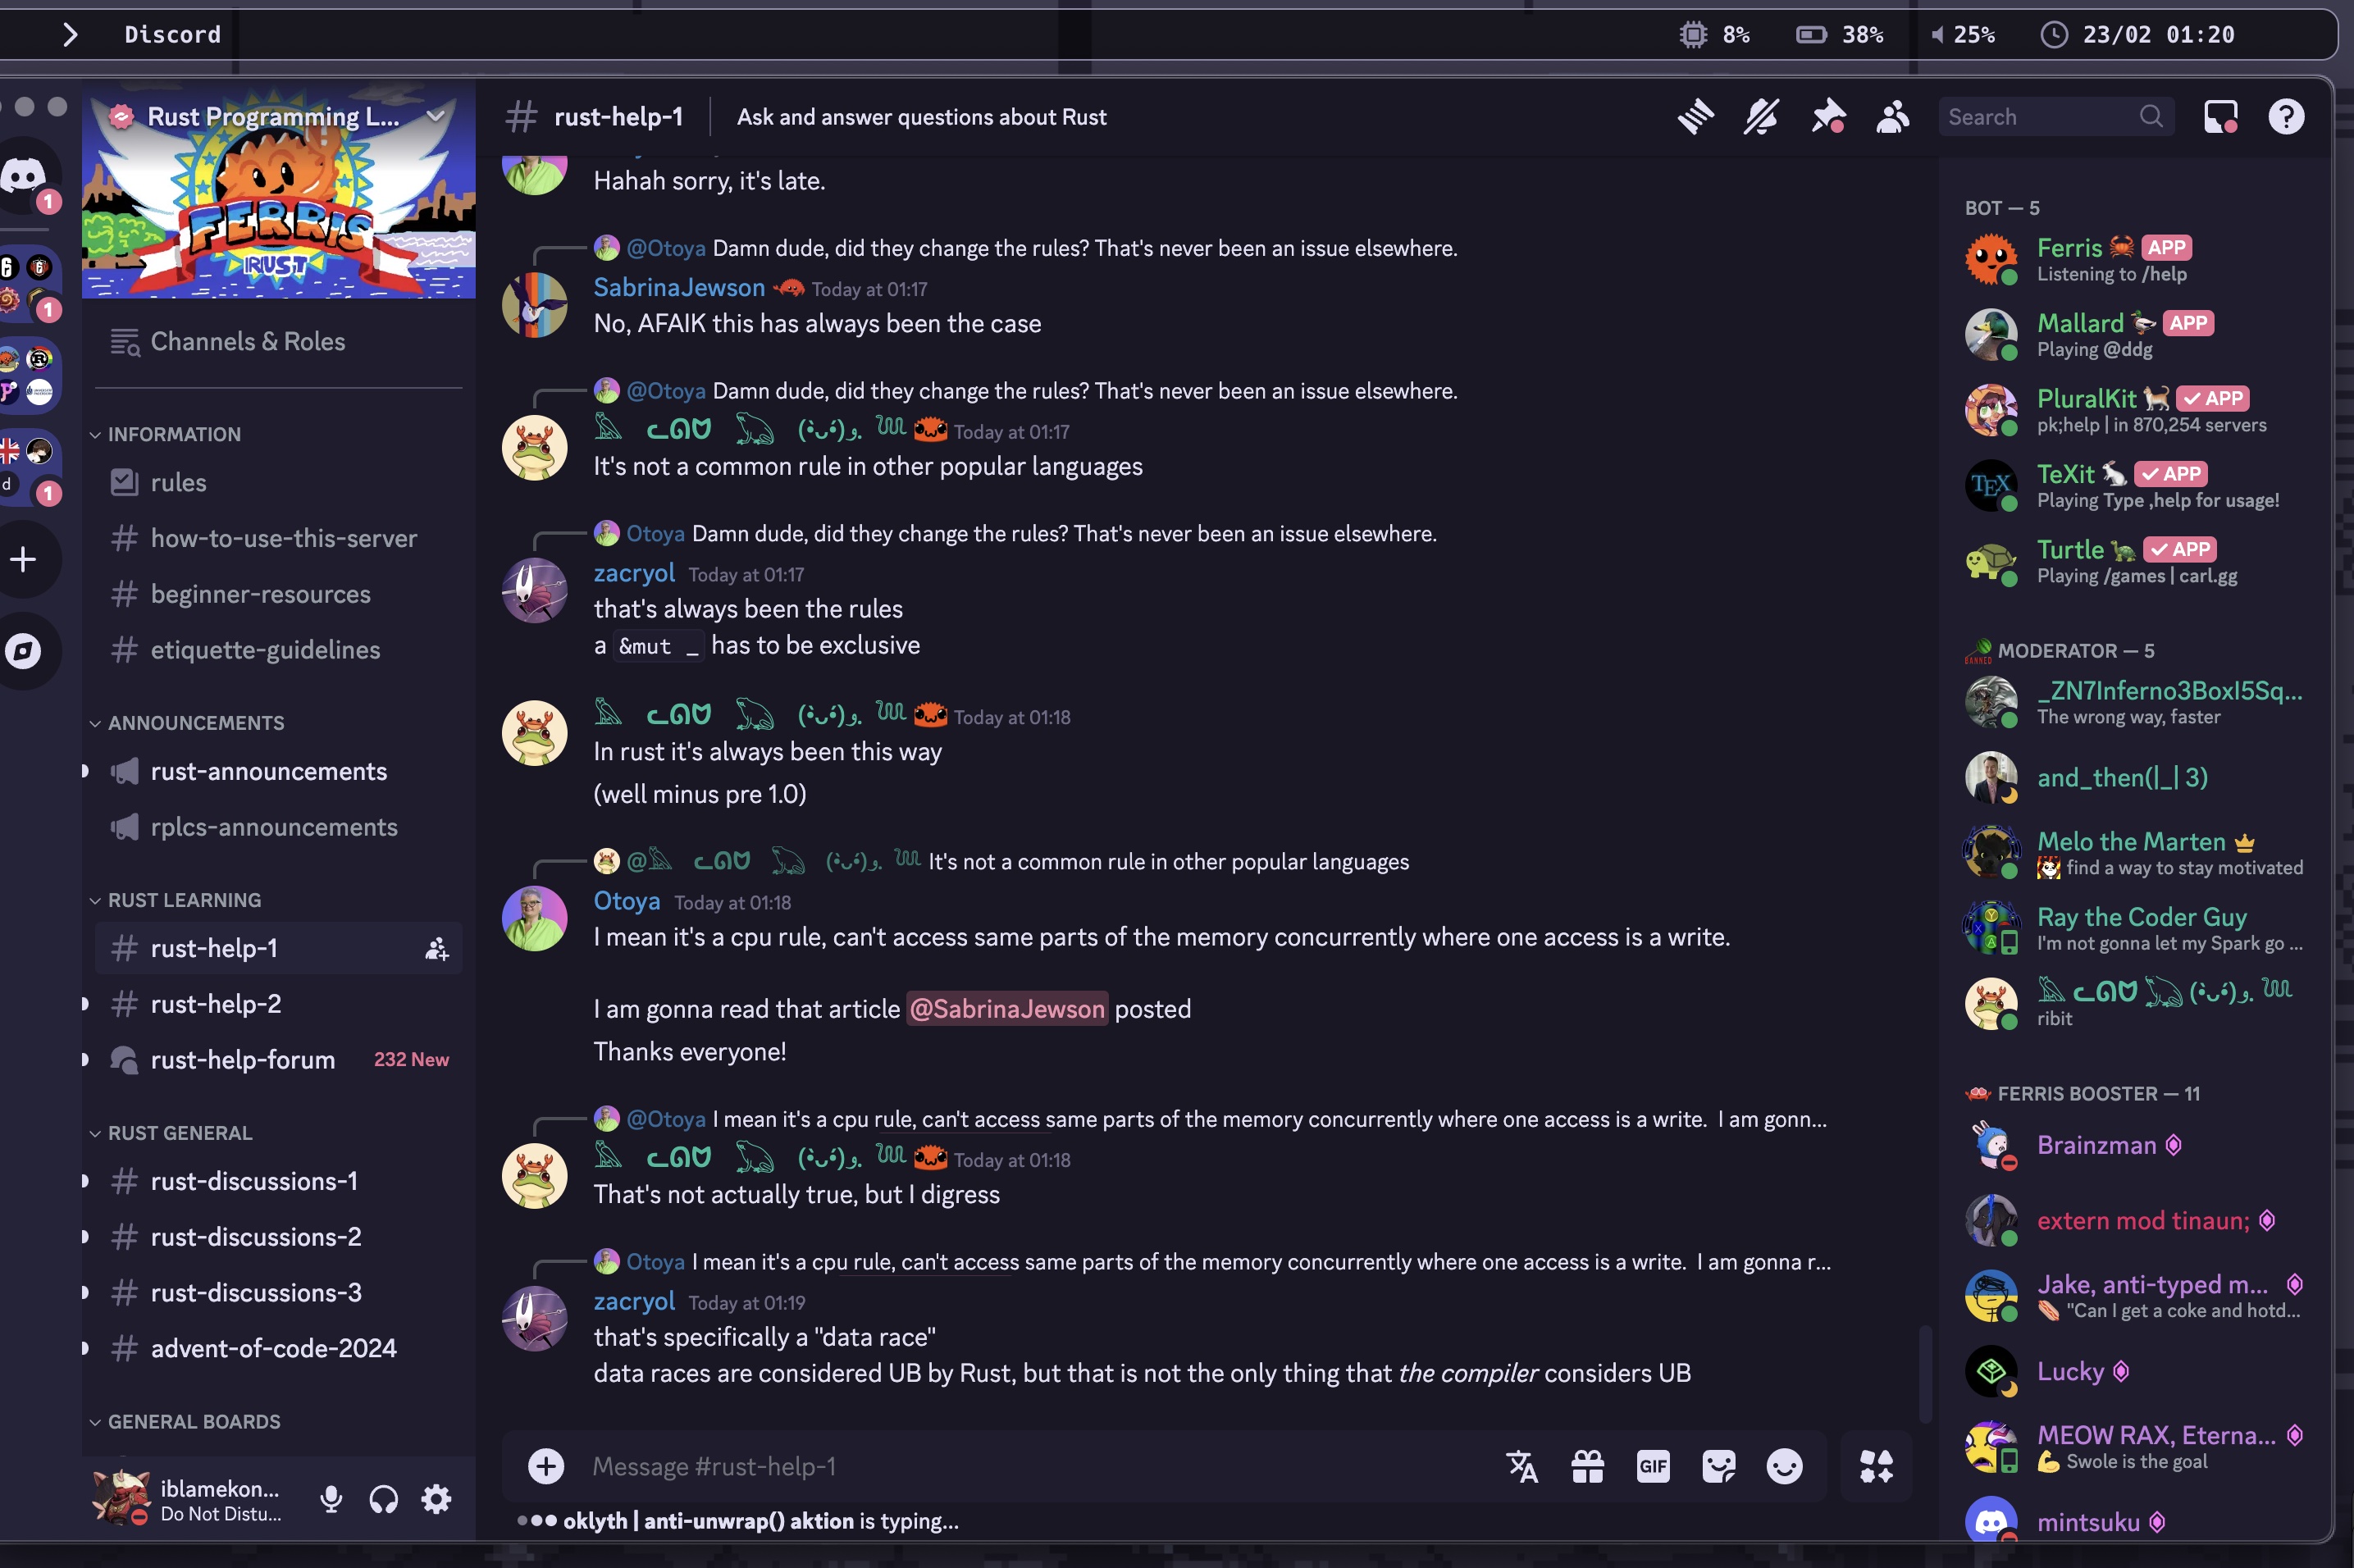 Discord
8%
38%
25%
23/02 01:20
Rust Programming L...
FERRIS
RUST
Channels & Roles
INFORMATION
rules
how-to-use-this-server
beginner-resources
etiquette-guidelines
ANNOUNCEMENTS
rust-announcements
rplcs-announcements
RUST LEARNING
rust-help-1
rust-help-2
rust-help-forum 232 New
RUST GENERAL
rust-discussions-1
rust-discussions-2
rust-discussions-3
advent-of-code-2024
GENERAL BOARDS
iblamekon...
Do Not Distu...
1
1
d
1
rust-help-1
Ask and answer questions about Rust
Search
Hahah sorry, it's late.
@Otoya Damn dude, did they change the rules? That's never been an issue elsewhere.
SabrinaJewson Today at 01:17
No, AFAIK this has always been the case
@Otoya Damn dude, did they change the rules? That's never been an issue elsewhere.
Today at 01:17
It's not a common rule in other popular languages
Otoya Damn dude, did they change the rules? That's never been an issue elsewhere.
zacryol Today at 01:17
that's always been the rules
a &mut _ has to be exclusive
Today at 01:18
In rust it's always been this way
(well minus pre 1.0)
It's not a common rule in other popular languages
Otoya Today at 01:18
I mean it's a cpu rule, can't access same parts of the memory concurrently where one access is a write.
I am gonna read that article @SabrinaJewson posted
Thanks everyone!
@Otoya I mean it's a cpu rule, can't access same parts of the memory concurrently where one access is a write. I am gonn...
Today at 01:18
That's not actually true, but I digress
Otoya I mean it's a cpu rule, can't access same parts of the memory concurrently where one access is a write. I am gonna r...
zacryol Today at 01:19
that's specifically a "data race"
data races are considered UB by Rust, but that is not the only thing that the compiler considers UB
Message #rust-help-1
GIF
oklyth | anti-unwrap() aktion is typing...
BOT — 5
Ferris APP
Listening to /help
Mallard APP
Playing @ddg
PluralKit APP
pk;help | in 870,254 servers
TEX
TeXit APP
Playing Type ,help for usage!
Turtle APP
Playing /games | carl.gg
BANNED
MODERATOR — 5
_ZN7Inferno3BoxI5Sq...
The wrong way, faster
and_then(|_| 3)
Melo the Marten
find a way to stay motivated
Ray the Coder Guy
I'm not gonna let my Spark go ...
ribit
FERRIS BOOSTER — 11
Brainzman
extern mod tinaun;
Jake, anti-typed m...
"Can I get a coke and hotd...
Lucky
MEOW RAX, Eterna...
Swole is the goal
mintsuku